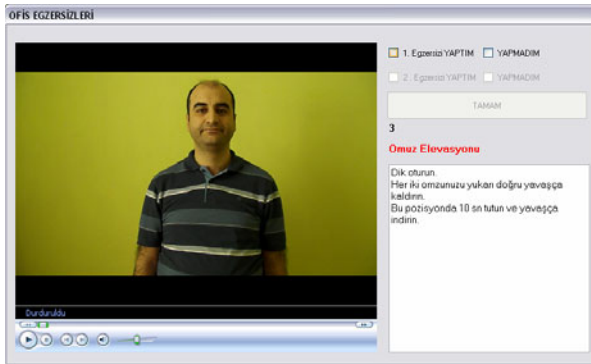 OFİS EGZERSİZLERİ
1. Egzersizi YAPTIM
YAPMADIM
2. Egzersizi YAPTIM
YAPMADIM
TAMAM
3
Omuz Elevasyonu
Dik oturun.
Her iki omzunuzu yukarı doğru yavaşça
kaldırın.
Bu pozisyonda 10 sn tutun ve yavaşça
indirin.
Durduruldu